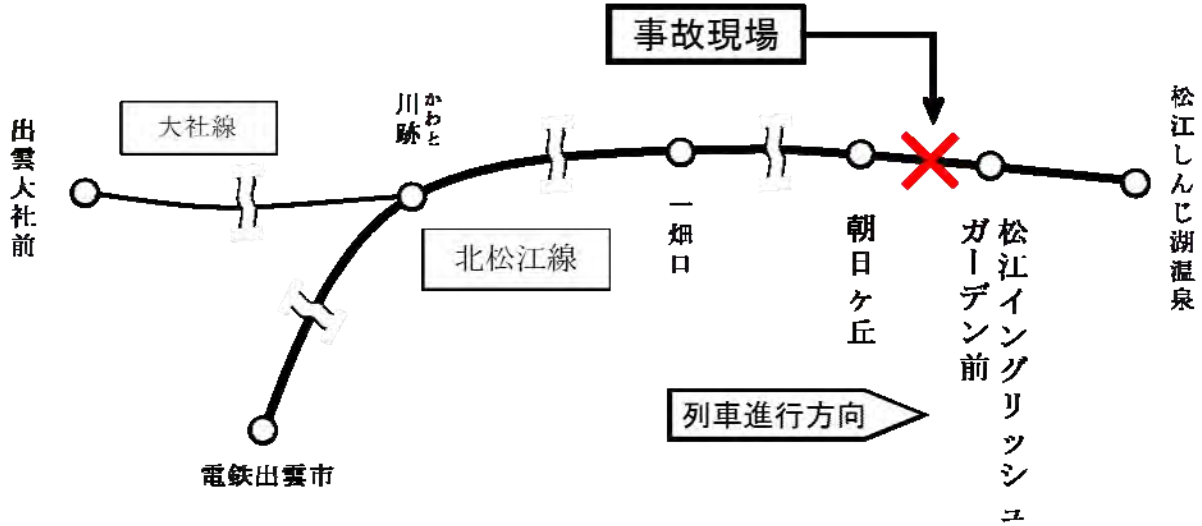 事故現場
大社線
出雲大社前
川跡
かわと
北松江線
一畑口
朝日ヶ丘
松江イングリッシュ
ガーデン前
松江しんじ湖温泉
列車進行方向
電鉄出雲市